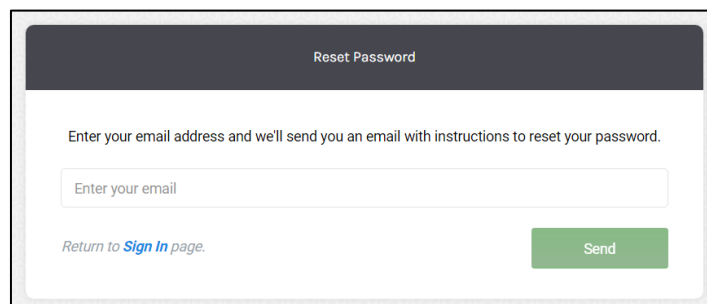 Reset Password
Enter your email address and we'll send you an email with instructions to reset your password.
Enter your email
Return to Sign In page.
Send